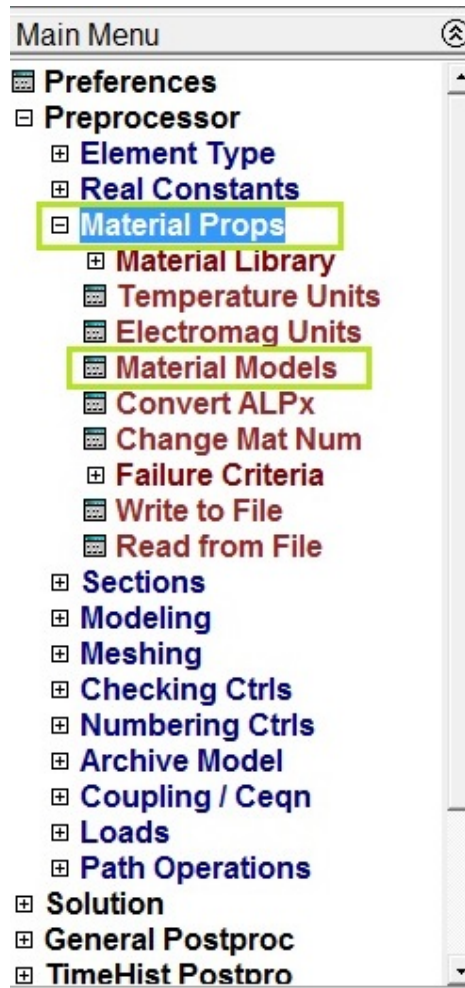 Main Menu
Preferences
Preprocessor
Element Type
Real Constants
Material Props
Material Library
Temperature Units
Electromag Units
Material Models
Convert ALPx
Change Mat Num
Failure Criteria
Write to File
Read from File
Sections
Modeling
Meshing
Checking Ctrls
Numbering Ctrls
Archive Model
Coupling / Ceqn
Loads
Path Operations
Solution
General Postproc
TimeHist Postpro